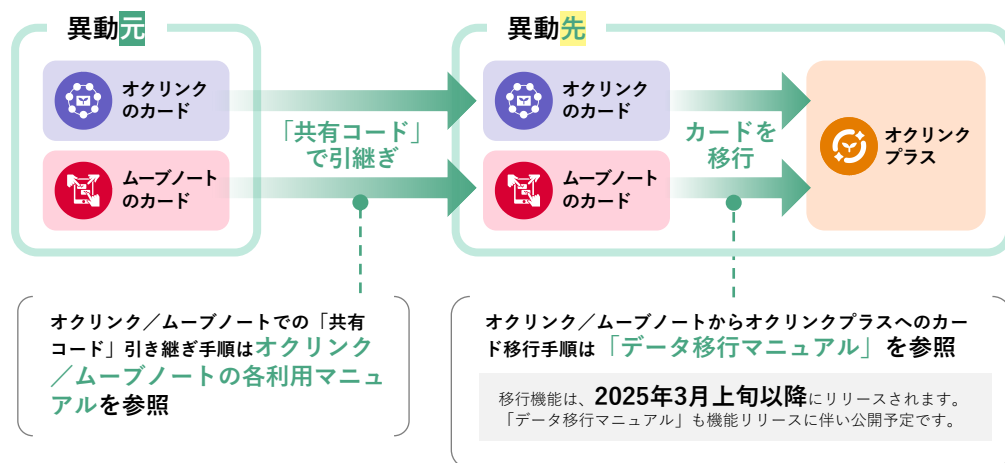 異動元
オクリンク
のカード
ムーブノート
のカード
「共有コード」
で引継ぎ
異動先
オクリンク
のカード
ムーブノート
のカード
カードを
移行
オクリンク
プラス
オクリンク／ムーブノートでの「共有
コード」引き継ぎ手順はオクリンク
／ムーブノートの各利用マニュ
アルを参照
オクリンク／ムーブノートからオクリンクプラスへのカー
ド移行手順は「データ移行マニュアル」を参照
移行機能は、2025年3月上旬以降にリリースされます。
「データ移行マニュアル」も機能リリースに伴い公開予定です。